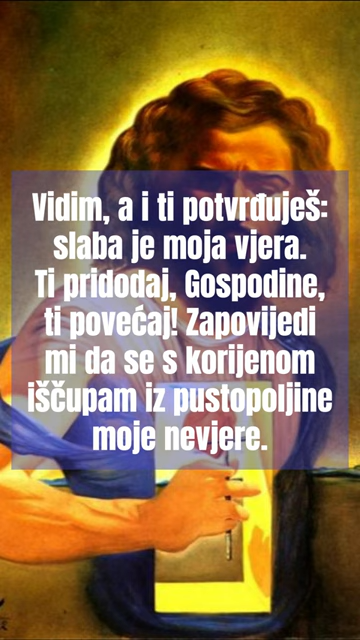 Vidim, a i ti potvrđuješ:
slaba je moja vjera.
Ti pridodaj, Gospodine,
ti povećaj! Zapovijedi
mi da se s korijenom
iščupam iz pustopoljine
moje nevjere.